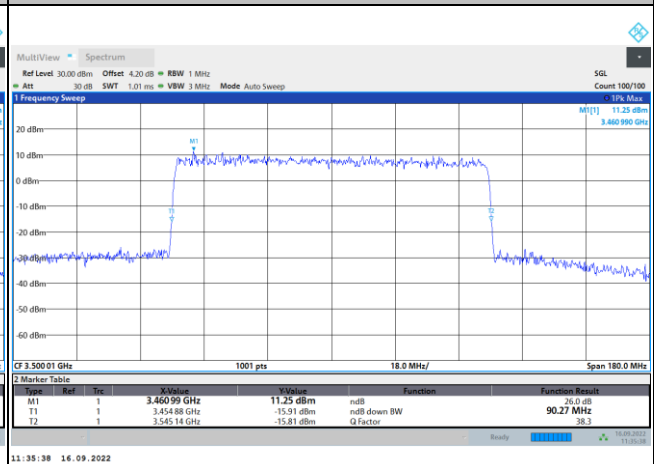 MultiView Spectrum
Ref Level 30.00 dBm Offset 4.20 dB RBW 1 MHz SGL
Att 30 dB SWT 1.01 ms VBW 3 MHz Mode Auto Sweep Count 100/100
1 Frequency Sweep 1Pk Max
M1[1] 11.25 dBm
3.460 990 GHz
20 dBm
M1
10 dBm
0 dBm
-10 dBm
T1 T2
-20 dBm
-30 dBm
-40 dBm
-50 dBm
-60 dBm
CF 3.500 01 GHz 1001 pts 18.0 MHz/ Span 180.0 MHz
2 Marker Table
Type Ref Trc X-Value Y-Value Function Function Result
M1 1 3.460 99 GHz 11.25 dBm ndB 26.0 dB
T1 1 3.454 88 GHz -15.91 dBm ndB down BW 90.27 MHz
T2 1 3.545 14 GHz -15.81 dBm Q Factor 38.3
Ready 16.09.2022
11:35:38
11:35:38 16.09.2022